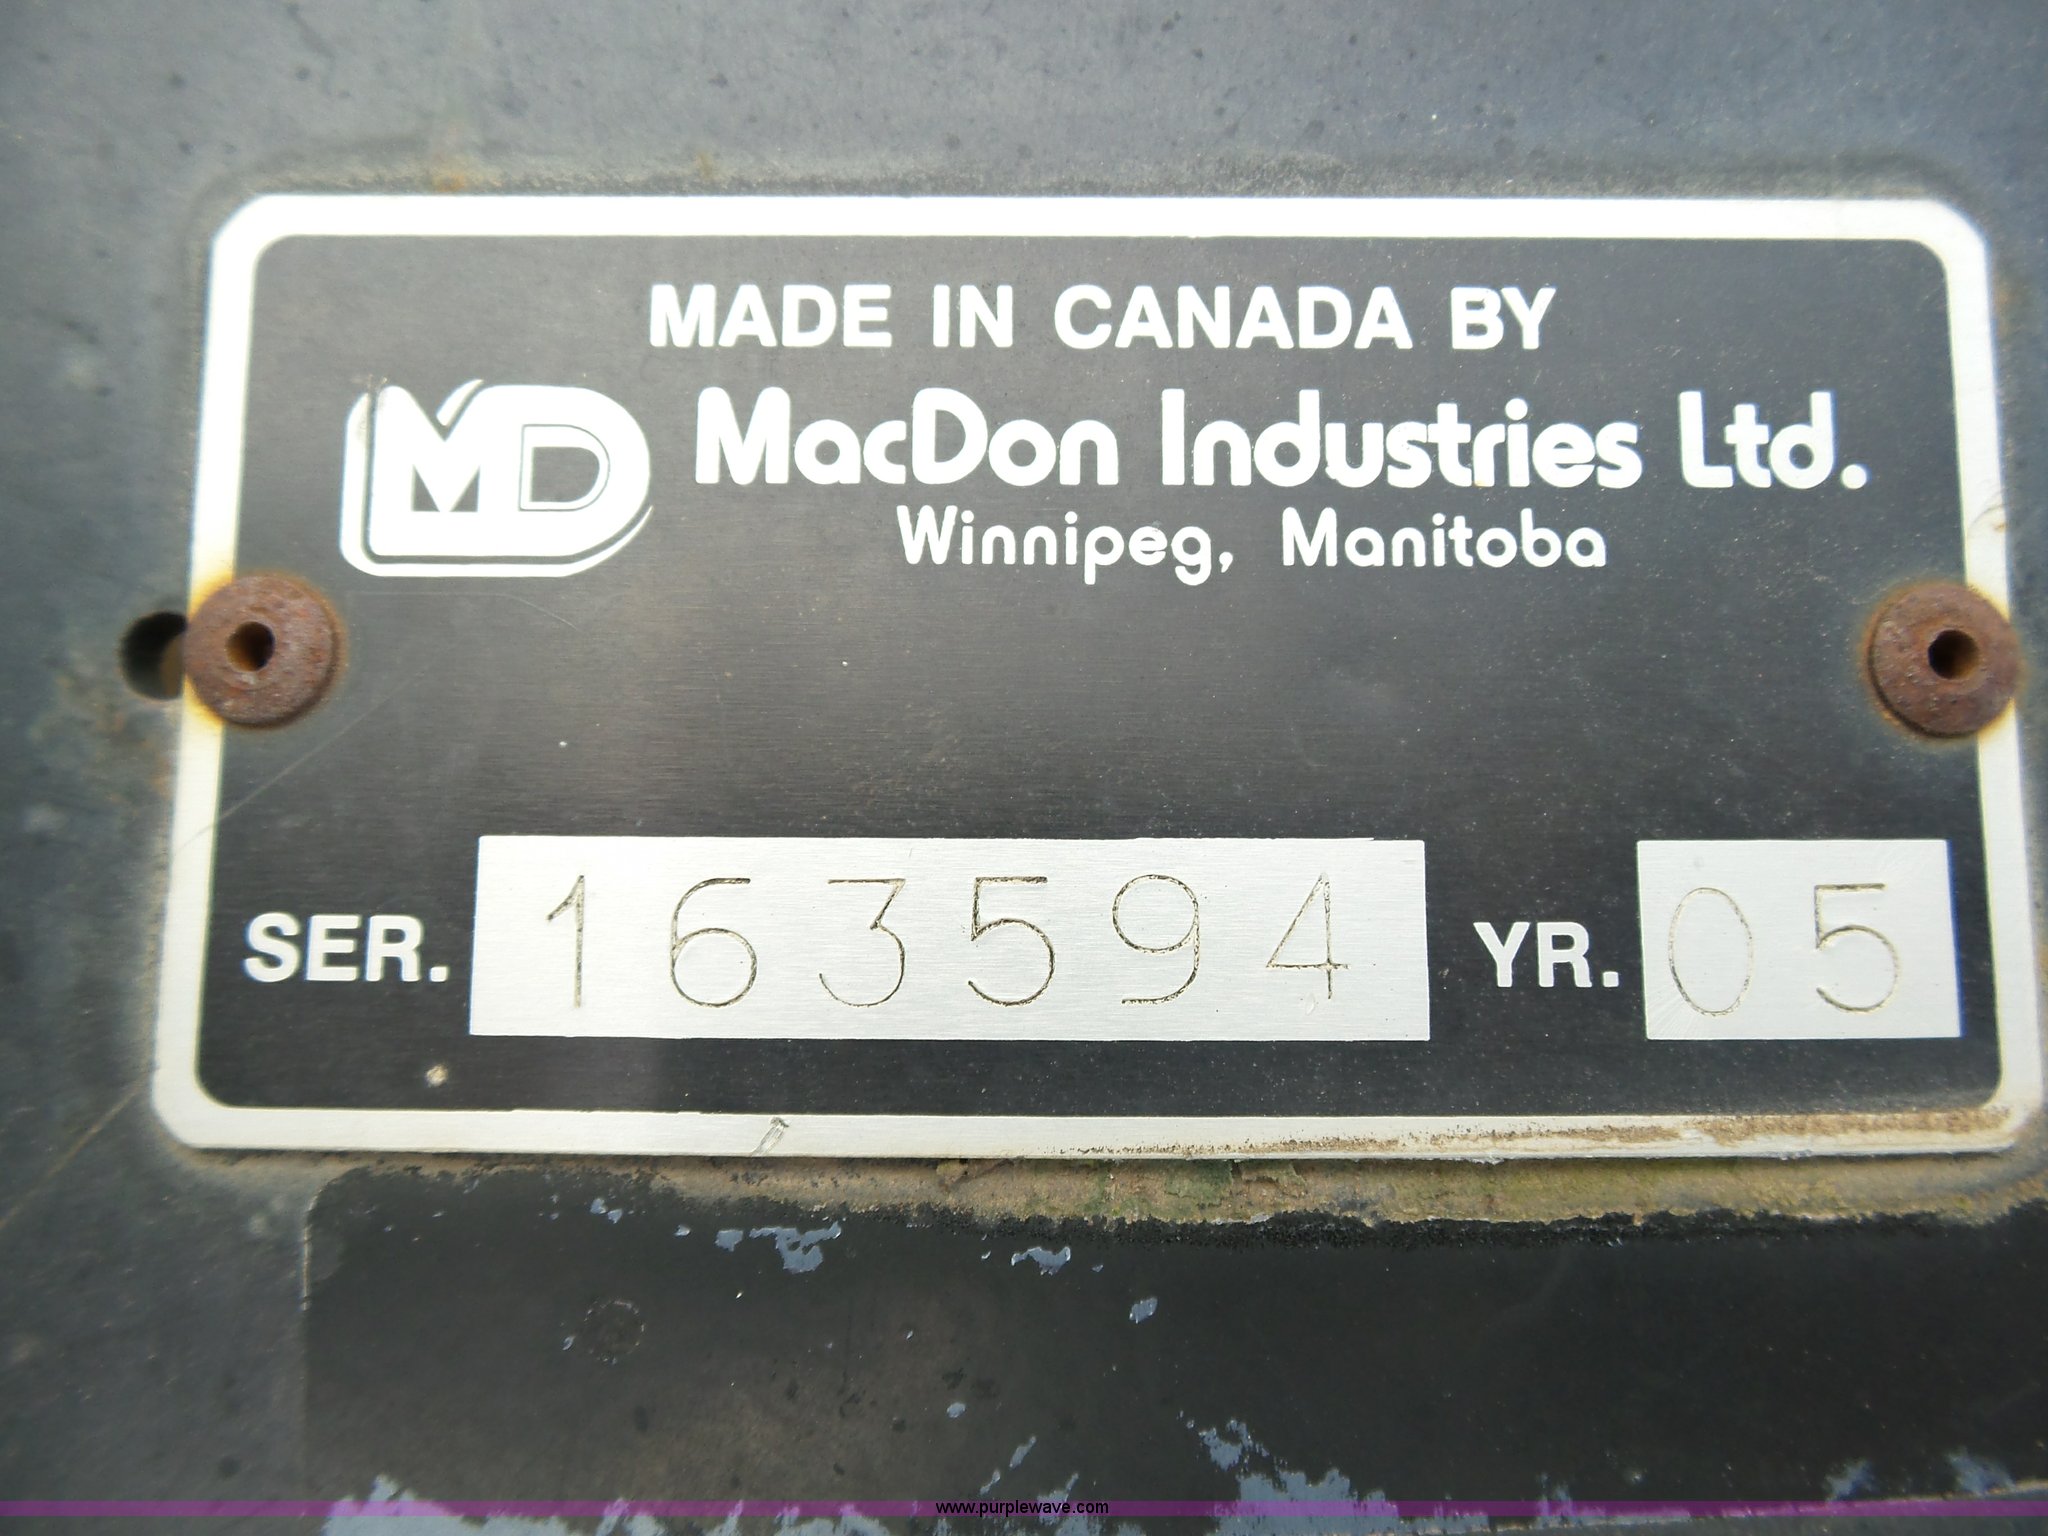 MADE IN CANADA BY
MD MacDon Industries Ltd.
Winnipeg, Manitoba
SER. 163594 YR. 05
www.purplewave.com